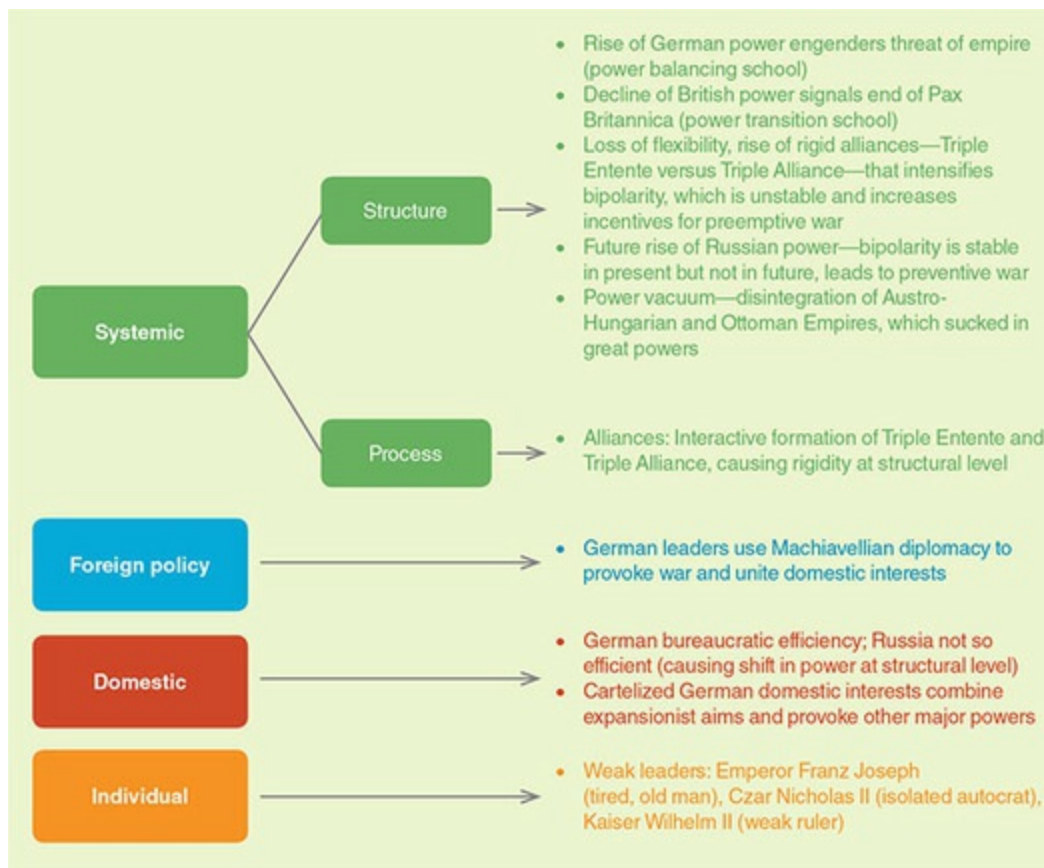 • Rise of German power engenders threat of empire
(power balancing school)
• Decline of British power signals end of Pax
Britannica (power transition school)
• Loss of flexibility, rise of rigid alliances—Triple
Entente versus Triple Alliance—that intensifies
bipolarity, which is unstable and increases
incentives for preemptive war
• Future rise of Russian power—bipolarity is stable
in present but not in future, leads to preventive war
• Power vacuum—disintegration of Austro-
Hungarian and Ottoman Empires, which sucked in
great powers
Structure
Systemic
Process
• Alliances: Interactive formation of Triple Entente and
Triple Alliance, causing rigidity at structural level
Foreign policy
• German leaders use Machiavellian diplomacy to
provoke war and unite domestic interests
Domestic
• German bureaucratic efficiency; Russia not so
efficient (causing shift in power at structural level)
• Cartelized German domestic interests combine
expansionist aims and provoke other major powers
Individual
• Weak leaders: Emperor Franz Joseph
(tired, old man), Czar Nicholas II (isolated autocrat),
Kaiser Wilhelm II (weak ruler)